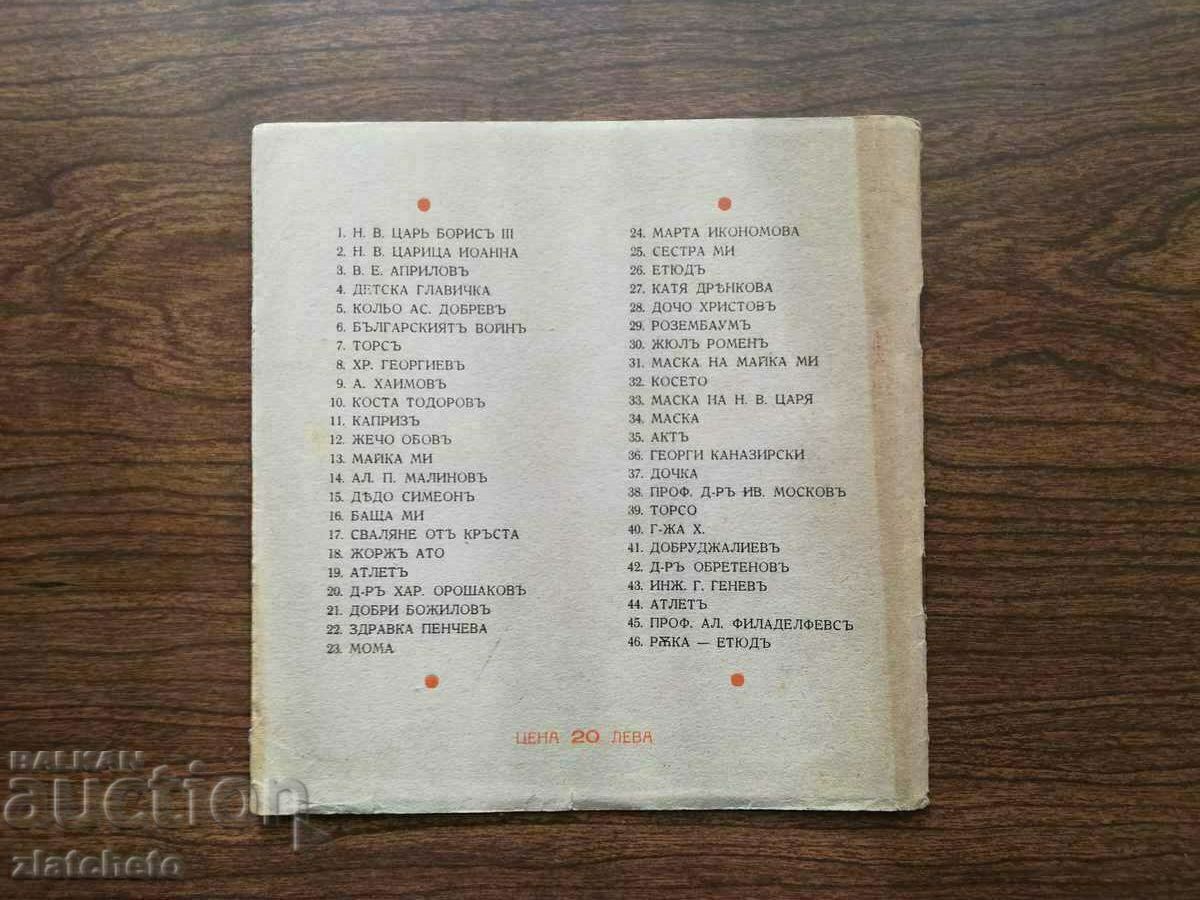 1. Н. В. ЦАРЬ БОРИСЪ III
2. Н. В. ЦАРИЦА ИОАННА
3. В. Е. АПРИЛОВЪ
4. ДЕТСКА ГЛАВИЧКА
5. КОЛЬО АС. ДОБРЕВЪ
6. БЪЛГАРСКИЯТЪ ВОЙНЪ
7. ТОРСЪ
8. ХР. ГЕОРГИЕВЪ
9. А. ХАИМОВЪ
10. КОСТА ТОДОРОВЪ
11. КАПРИЗЪ
12. ЖЕЧО ОБОВЪ
13. МАЙКА МИ
14. АЛ. П. МАЛИНОВЪ
15. ДѢДО СИМЕОНЪ
16. БАЩА МИ
17. СВАЛЯНЕ ОТЪ КРЪСТА
18. ЖОРЖЪ АТО
19. АТЛЕТЪ
20. Д-РЪ ХАР. ОРОШАКОВЪ
21. ДОБРИ БОЖИЛОВЪ
22. ЗДРАВКА ПЕНЧЕВА
23. МОМА
24. МАРТА ИКОНОМОВА
25. СЕСТРА МИ
26. ЕТЮДЪ
27. КАТЯ ДРѢНКОВА
28. ДОЧО ХРИСТОВЪ
29. РОЗЕМБАУМЪ
30. ЖЮЛЪ РОМЕНЪ
31. МАСКА НА МАЙКА МИ
32. КОСЕТО
33. МАСКА НА Н. В. ЦАРЯ
34. МАСКА
35. АКТЪ
36. ГЕОРГИ КАНАЗИРСКИ
37. ДОЧКА
38. ПРОФ. Д-РЪ ИВ. МОСКОВЪ
39. ТОРСО
40. Г-ЖА Х.
41. ДОБРУДЖАЛИЕВЪ
42. Д-РЪ ОБРЕТЕНОВЪ
43. ИНЖ. Г. ГЕНЕВЪ
44. АТЛЕТЪ
45. ПРОФ. АЛ. ФИЛАДЕЛФЕВСЪ
46. РѪКА — ЕТЮДЪ
ЦЕНА 20 ЛЕВА
BALKAN
auction
zlatcheto